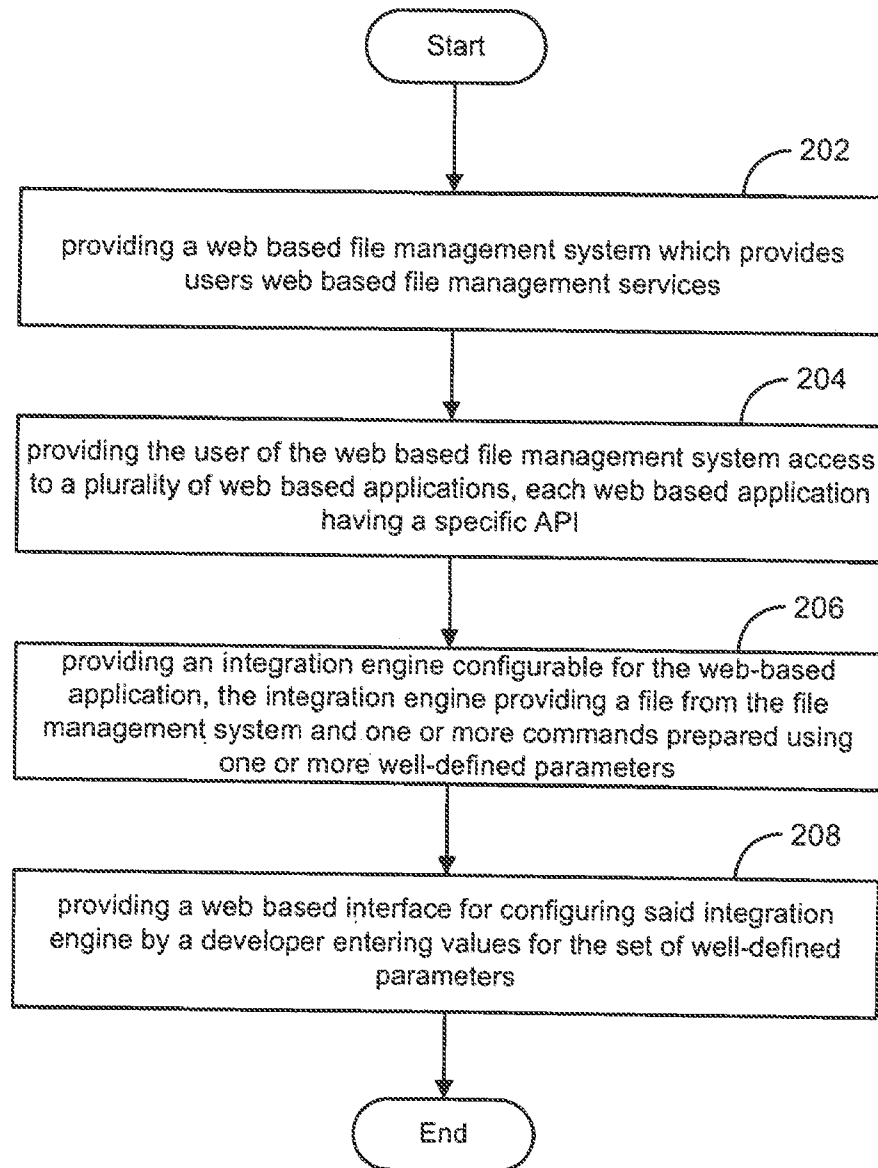 Start
202
providing a web based file management system which provides
users web based file management services
204
providing the user of the web based file management system access
to a plurality of web based applications, each web based application
having a specific API
206
providing an integration engine configurable for the web-based
application, the integration engine providing a file from the file
management system and one or more commands prepared using
one or more well-defined parameters
208
providing a web based interface for configuring said integration
engine by a developer entering values for the set of well-defined
parameters
End